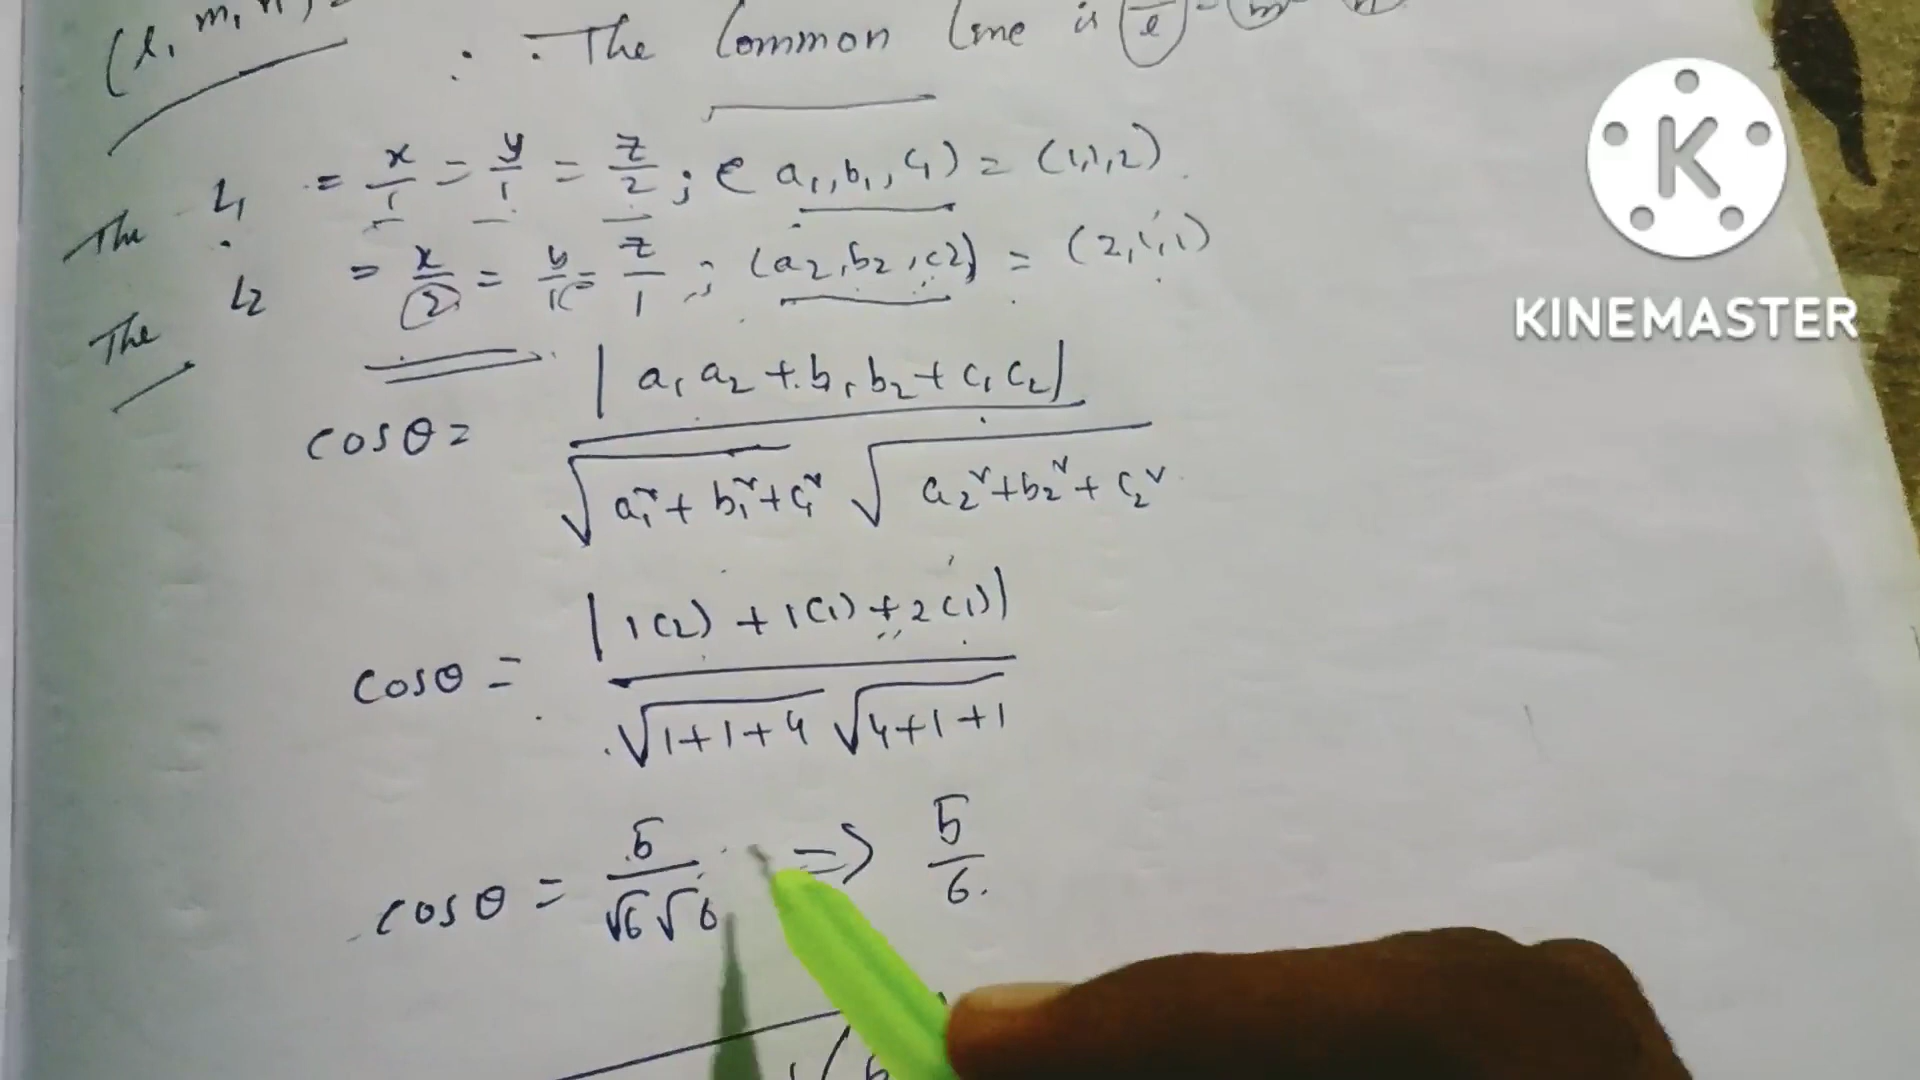 (l, m, n) =
∴ The Common Line is x/l = y/m = z/n
The L₁ = x/1 = y/1 = z/2 ; (a₁, b₁, c₁) = (1,1,2)
The L₂ = x/2 = y/1 = z/1 ; (a₂, b₂, c₂) = (2,1,1)
KINEMASTER
cosθ = |a₁a₂ + b₁b₂ + c₁c₂| / √(a₁² + b₁² + c₁²) √(a₂² + b₂² + c₂²)
cosθ = |1(2) + 1(1) + 2(1)| / √(1+1+4) √(4+1+1)
cosθ = 5/√6√6 => 5/6